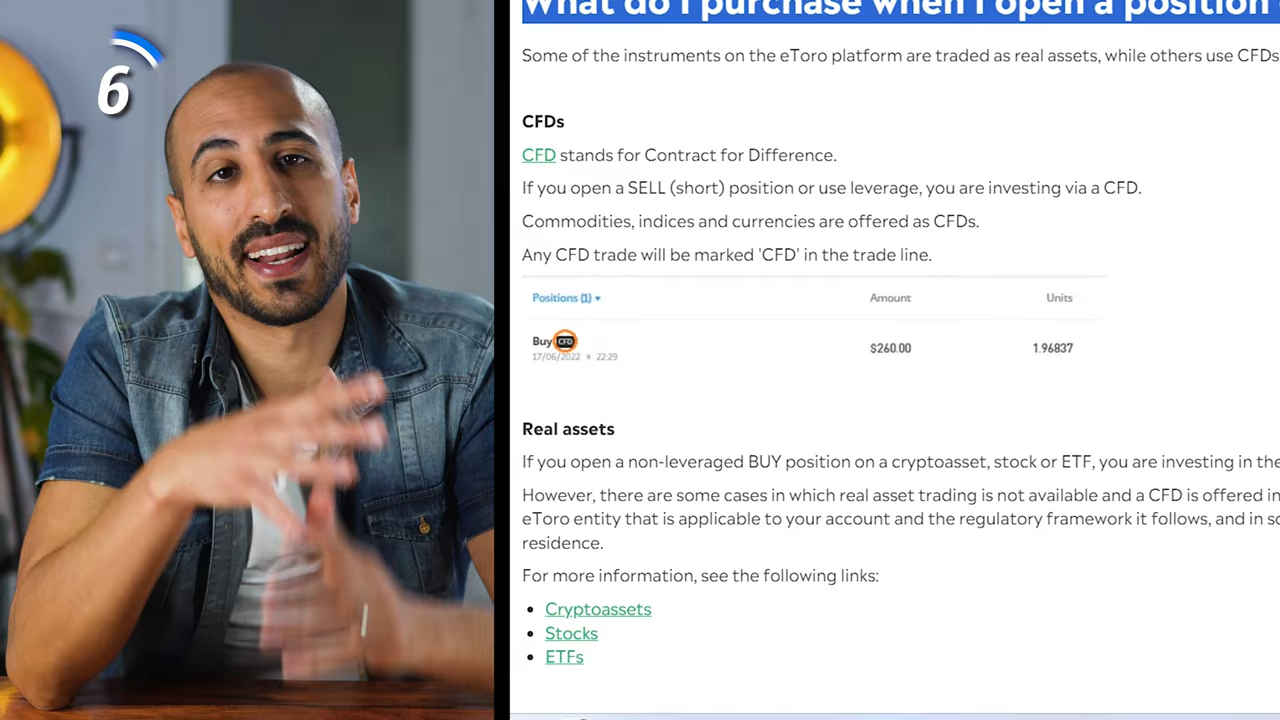 6
What do I purchase when I open a position
Some of the instruments on the eToro platform are traded as real assets, while others use CFDs
CFDs
CFD stands for Contract for Difference.
If you open a SELL (short) position or use leverage, you are investing via a CFD.
Commodities, indices and currencies are offered as CFDs.
Any CFD trade will be marked 'CFD' in the trade line.
Positions (1) Amount Units
Buy CFD $260.00 1.96837
17/06/2022 22:29
Real assets
If you open a non-leveraged BUY position on a cryptoasset, stock or ETF, you are investing in the
However, there are some cases in which real asset trading is not available and a CFD is offered in
eToro entity that is applicable to your account and the regulatory framework it follows, and in
residence.
For more information, see the following links:
Cryptoassets
Stocks
ETFs